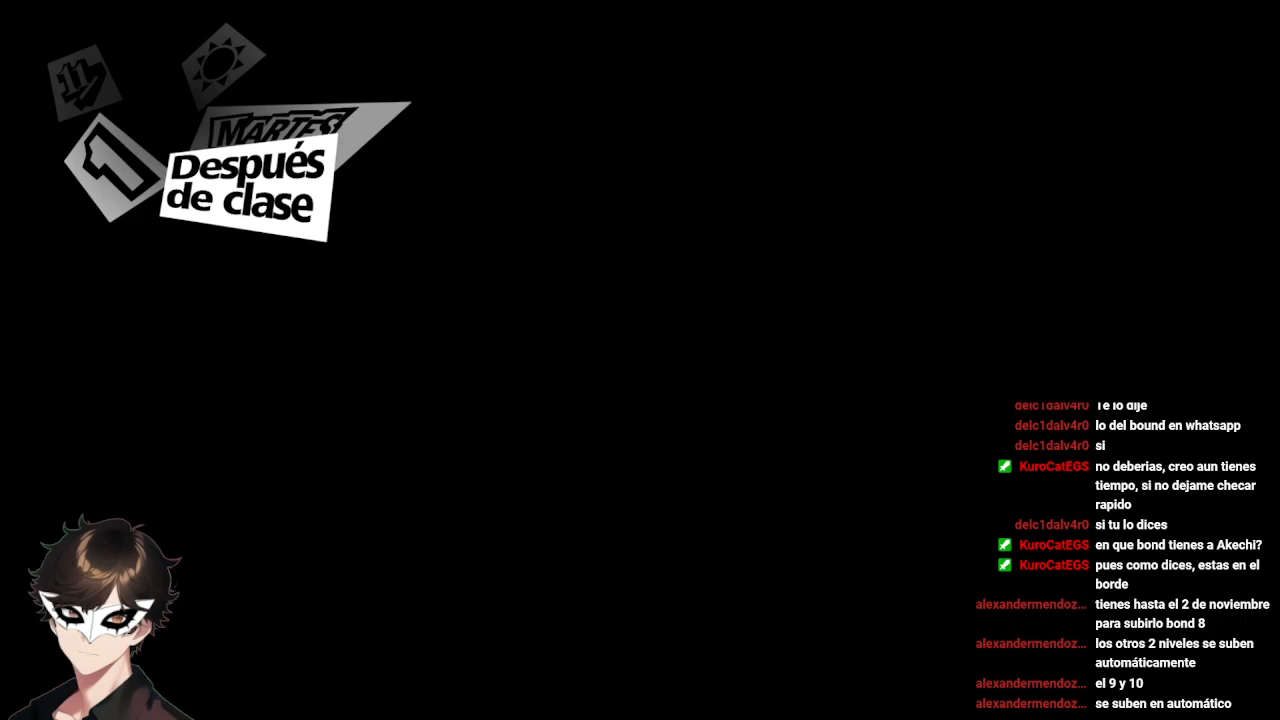 11
1
MARTES
Después
de clase
delc1dalv4r0 Te lo dije
delc1dalv4r0 lo del bound en whatsapp
delc1dalv4r0 si
KuroCatEGS no deberias, creo aun tienes
tiempo, si no dejame checar
rapido
delc1dalv4r0 si tu lo dices
KuroCatEGS en que bond tienes a Akechi?
KuroCatEGS pues como dices, estas en el
borde
alexandermendoz... tienes hasta el 2 de noviembre
para subirlo bond 8
alexandermendoz... los otros 2 niveles se suben
automáticamente
alexandermendoz... el 9 y 10
alexandermendoz... se suben en automático